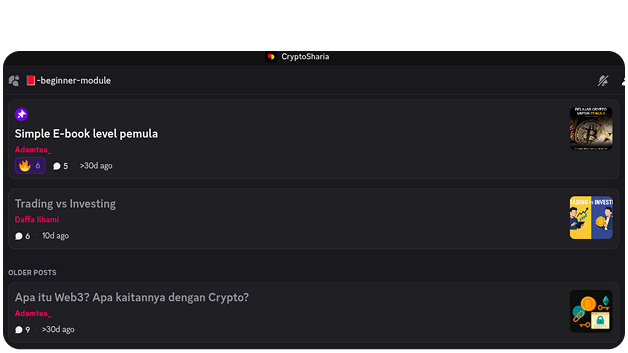 CryptoSharia
📕-beginner-module
Simple E-book level pemula
Adamtea_
🔥 6 5 >30d ago
BELAJAR CRYPTO
UNTUK PEMULA
Trading vs Investing
Daffa Ilhami
6 10d ago
TRADING vs INVESTI
OLDER POSTS
Apa itu Web3? Apa kaitannya dengan Crypto?
Adamtea_
9 >30d ago